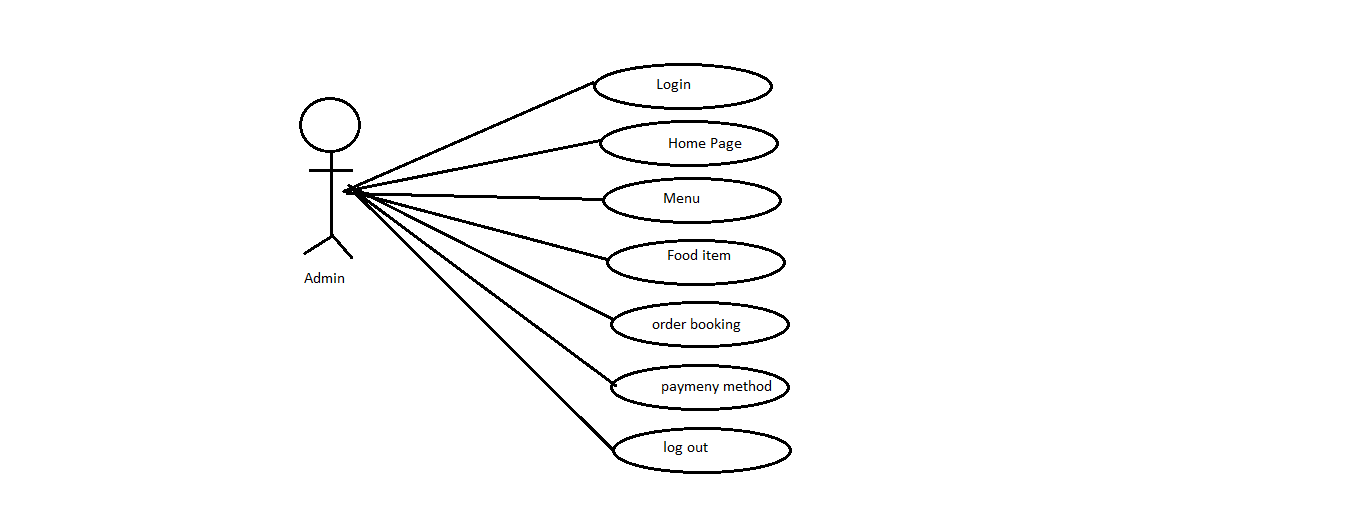 Login
Home Page
Menu
Food item
Admin
order booking
paymeny method
log out